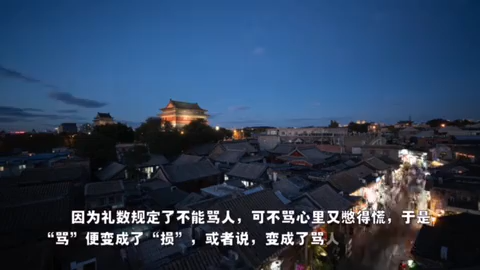 因为礼数规定了不能骂人，可不骂心里又憋得慌，于是
“骂”便变成了“损”，或者说，变成了骂人